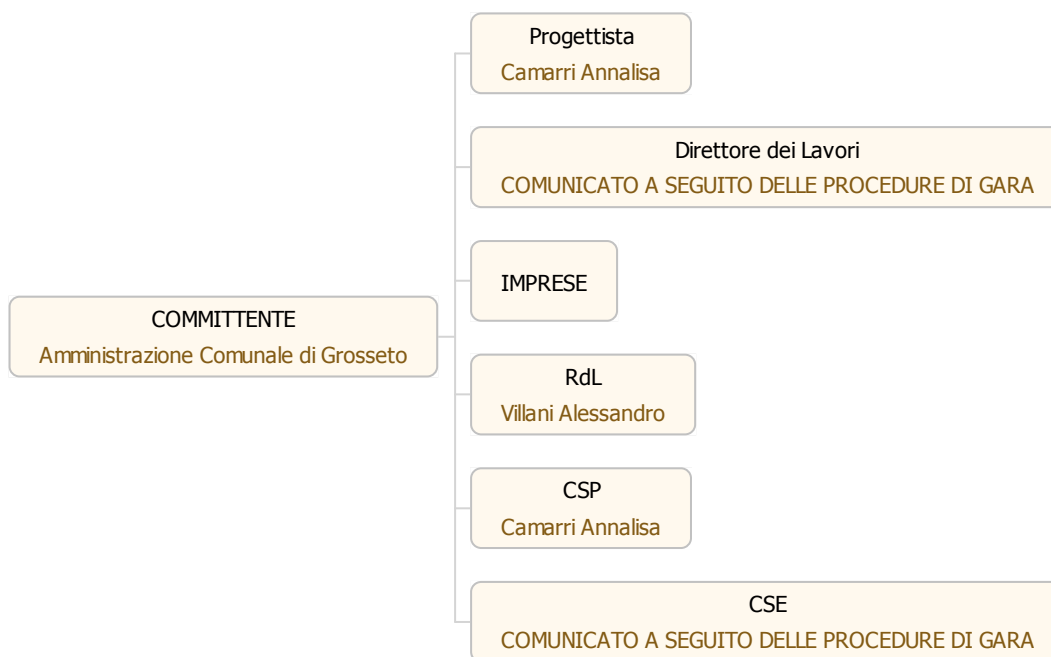 Progettista
Camarri Annalisa
Direttore dei Lavori
COMUNICATO A SEGUITO DELLE PROCEDURE DI GARA
IMPRESE
COMMITTENTE
Amministrazione Comunale di Grosseto
RdL
Villani Alessandro
CSP
Camarri Annalisa
CSE
COMUNICATO A SEGUITO DELLE PROCEDURE DI GARA